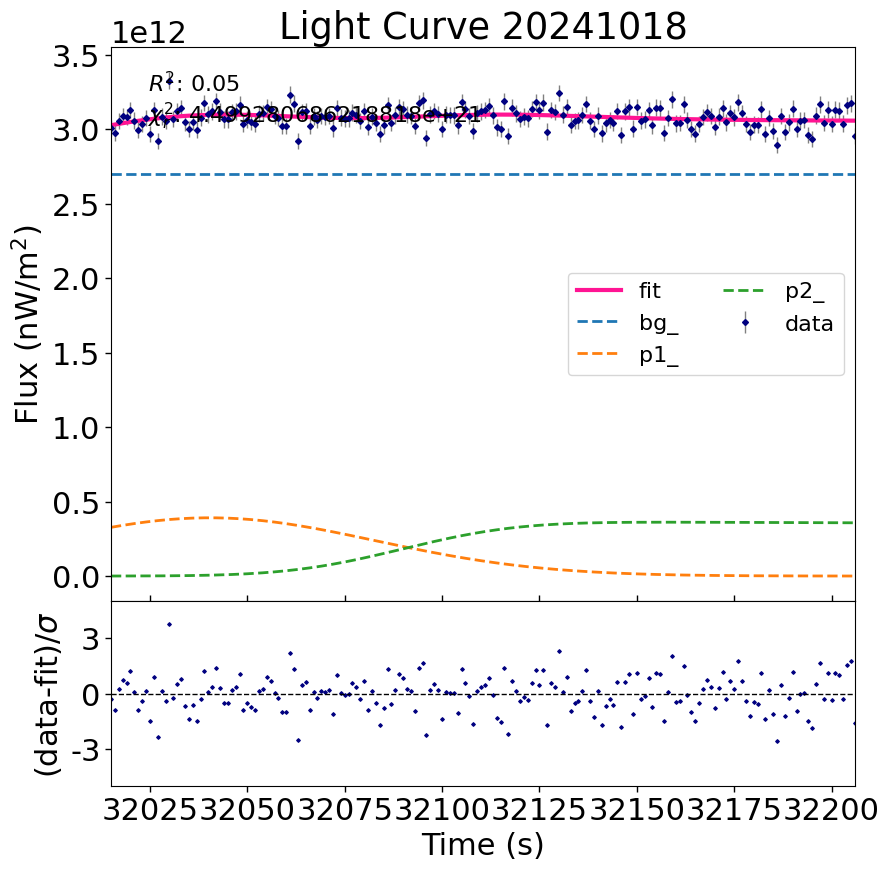 Light Curve 20241018
1e12
3.5
3.0
2.5
2.0
1.5
1.0
0.5
0.0
Flux (nW/m²)
R²: 0.05
fit
bg_
p1_
p2_
data
3
0
-3
(data-fit)/σ
32025 32050 32075 32100 32125 32150 32175 32200
Time (s)